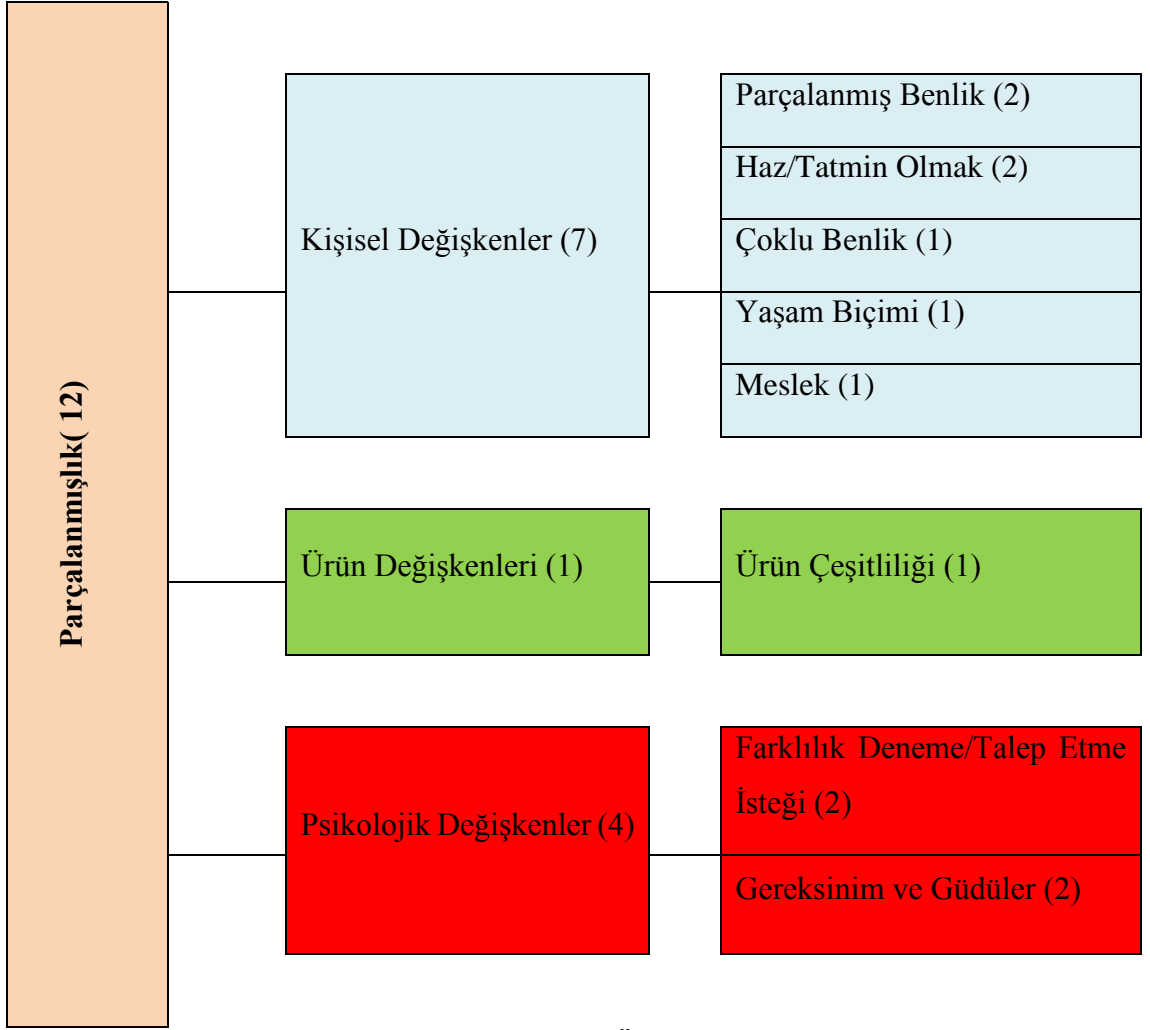 Parçalanmışlık( 12)
Kişisel Değişkenler (7)
Parçalanmış Benlik (2)
Haz/Tatmin Olmak (2)
Çoklu Benlik (1)
Yaşam Biçimi (1)
Meslek (1)
Ürün Değişkenleri (1)
Ürün Çeşitliliği (1)
Psikolojik Değişkenler (4)
Farklılık Deneme/Talep Etme
İsteği (2)
Gereksinim ve Güdüler (2)